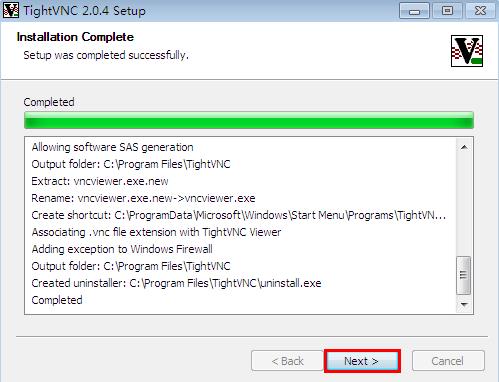 TightVNC 2.0.4 Setup
Installation Complete
Setup was completed successfully.
Completed
Allowing software SAS generation
Output folder: C:\Program Files\TightVNC
Extract: vncviewer.exe.new
Rename: vncviewer.exe.new->vncviewer.exe
Create shortcut: C:\ProgramData\Microsoft\Windows\Start Menu\Programs\TightVN...
Associating .vnc file extension with TightVNC Viewer
Adding exception to Windows Firewall
Output folder: C:\Program Files\TightVNC
Created uninstaller: C:\Program Files\TightVNC\uninstall.exe
Completed
< Back Next > Cancel